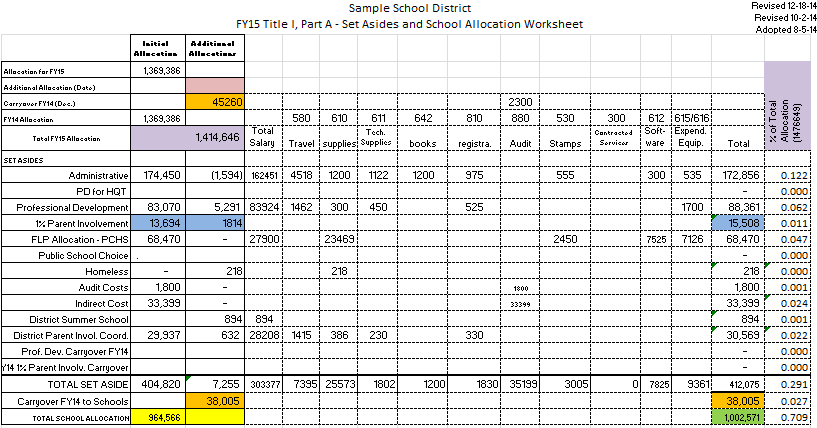 Sample School District
FY15 Title I, Part A - Set Asides and School Allocation Worksheet
Revised 12-18-14
Revised 10-2-14
Adopted 8-5-14
Initial Allocation Additional Allocations
Allocation for FY15 1,369,386
Additional Allocation (Date)
Carryover FY14 (Dec.) 45260 2300
FY14 Allocation 1,369,386 580 610 611 642 810 880 530 300 612 615/616
Total FY15 Allocation 1,414,646 Total Salary Travel supplies Tech. Supplies books registra. Audit Stamps Contracted Services Soft-ware Expend. Equip. Total % of Total Allocation (1476649)
SET ASIDES
Administrative 174,450 (1,594) 162451 4518 1200 1122 1200 975 555 300 535 172,856 0.122
PD for HQT - 0.000
Professional Development 83,070 5,291 83924 1462 300 450 525 1700 88,361 0.062
1% Parent Involvement 13,694 1814 15,508 0.011
FLP Allocation - PCHS 68,470 - 27900 23469 2450 7525 7126 68,470 0.047
Public School Choice . - 0.000
Homeless - 218 218 218 0.000
Audit Costs 1,800 - 1800 1,800 0.001
Indirect Cost 33,399 - 33399 33,399 0.024
District Summer School 894 894 894 0.001
District Parent Invol. Coord. 29,937 632 28208 1415 386 230 330 30,569 0.022
Prof. Dev. Carryover FY14 - 0.000
Y14 1% Parent Involv. Carryover - 0.000
TOTAL SET ASIDE 404,820 7,255 303377 7395 25573 1802 1200 1830 35199 3005 0 7825 9361 412,075 0.291
Carryover FY14 to Schools 38,005 38,005 0.027
TOTAL SCHOOL ALLOCATION 964,566 1,002,571 0.709